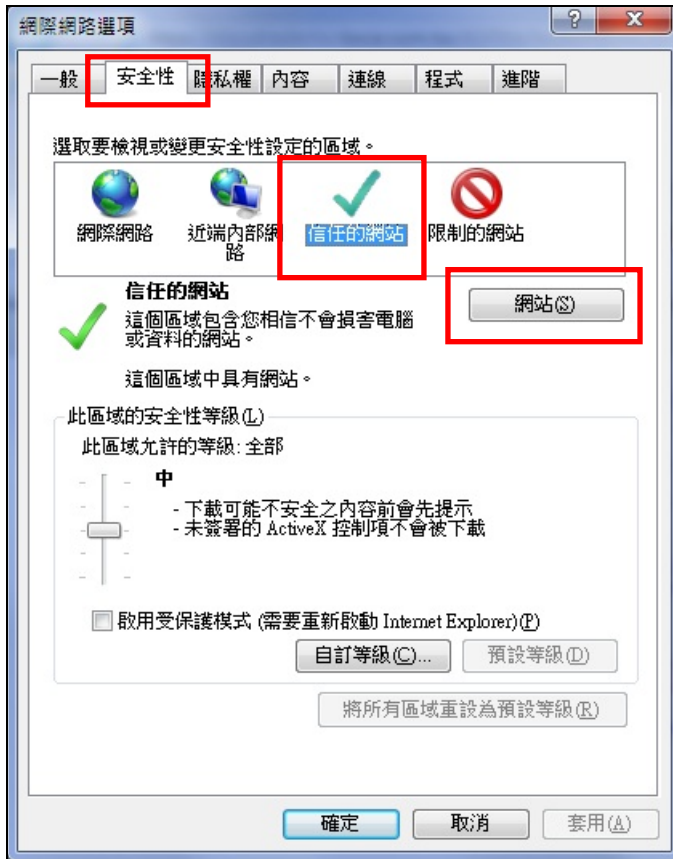 網際網路選項
一般 安全性 隱私權 內容 連線 程式 進階
選取要檢視或變更安全性設定的區域。
網際網路 近端內部網路 信任的網站 限制的網站
信任的網站
網站(S)
這個區域包含您相信不會損害電腦
或資料的網站。
這個區域中具有網站。
此區域的安全性等級(L)
此區域允許的等級: 全部
中
- 下載可能不安全之內容前會先提示
- 未簽署的 ActiveX 控制項不會被下載
啟用受保護模式 (需要重新啟動 Internet Explorer)(P)
自訂等級(C)... 預設等級(D)
將所有區域重設為預設等級(R)
確定 取消 套用(A)